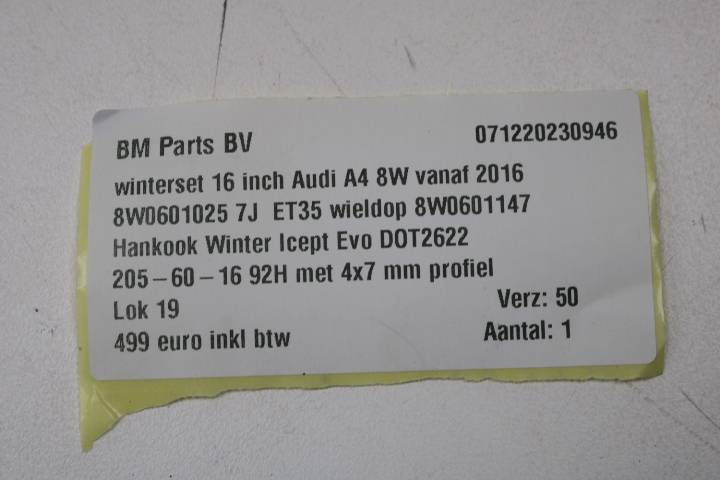 BM Parts BV 071220230946
winterset 16 inch Audi A4 8W vanaf 2016
8W0601025 7J ET35 wieldop 8W0601147
Hankook Winter Icept Evo DOT2622
205-60-16 92H met 4x7 mm profiel
Lok 19 Verz: 50
499 euro inkl btw Aantal: 1